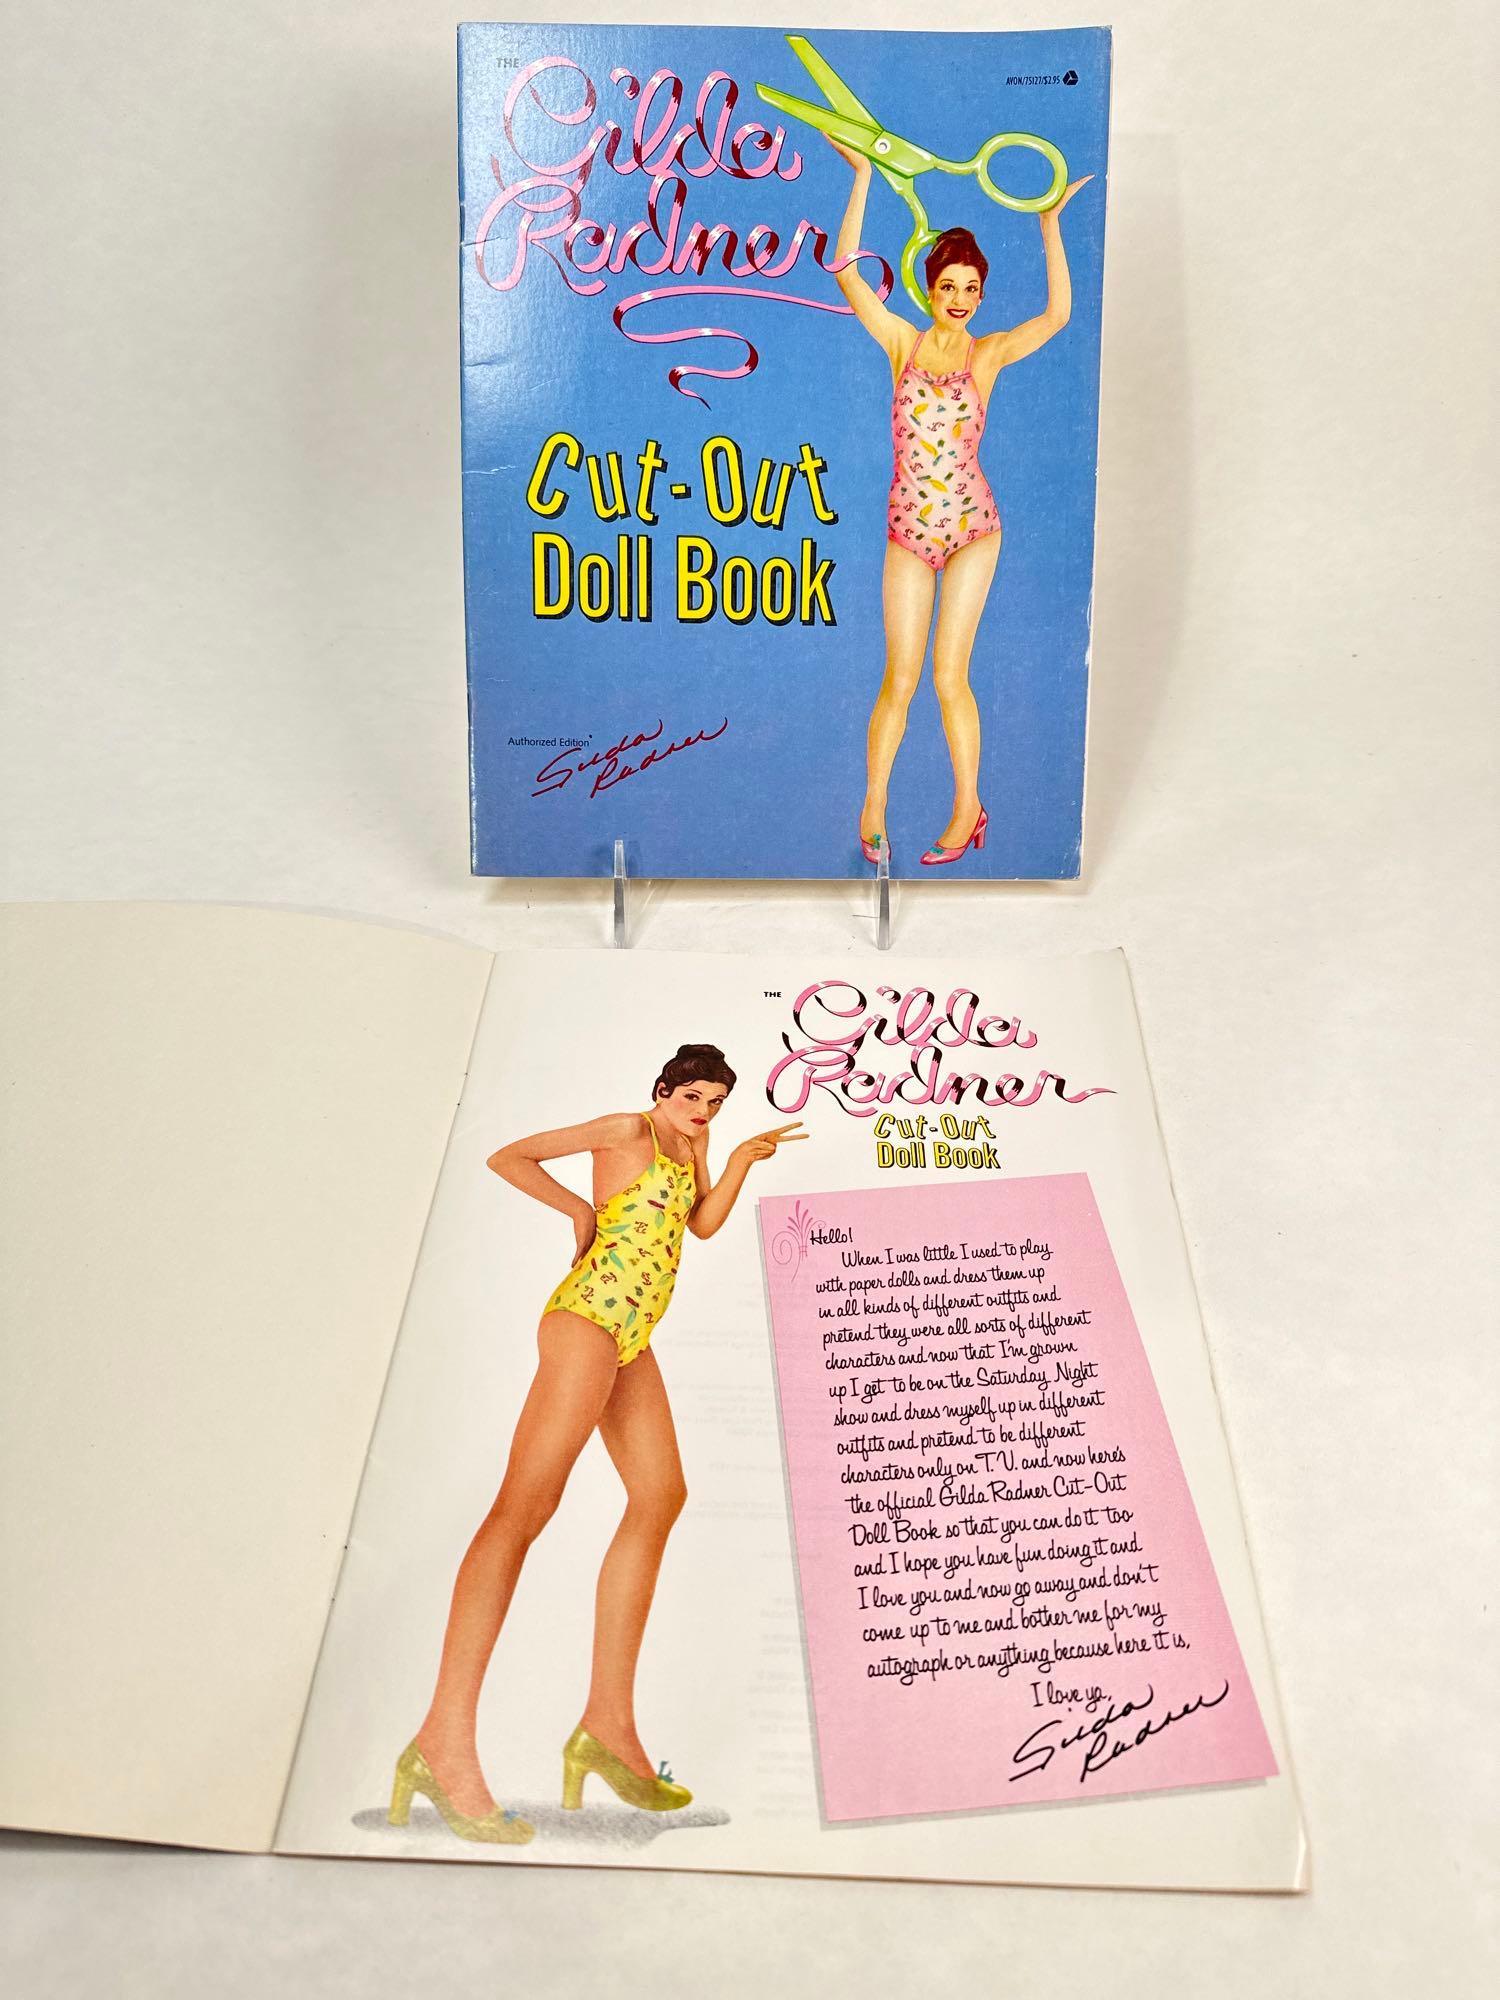 THE
Gilda
Radner
AVON/75127/$2.95
Cut-Out
Doll Book
Authorized Edition
Gilda
Radner
THE
Gilda
Radner
Cut-Out
Doll Book
Hello!
When I was little I used to play
with paper dolls and dress them up
in all kinds of different outfits and
pretend they were all sorts of different
characters and now that I'm grown
up I get to be on the Saturday Night
show and dress myself up in different
outfits and pretend to be different
characters only on T.V. and now here's
the official Gilda Radner Cut-Out
Doll Book so that you can do it too
and I hope you have fun doing it and
I love you and now go away and don't
come up to me and bother me for my
autograph or anything because here it is,
I love ya,
Gilda
Radner